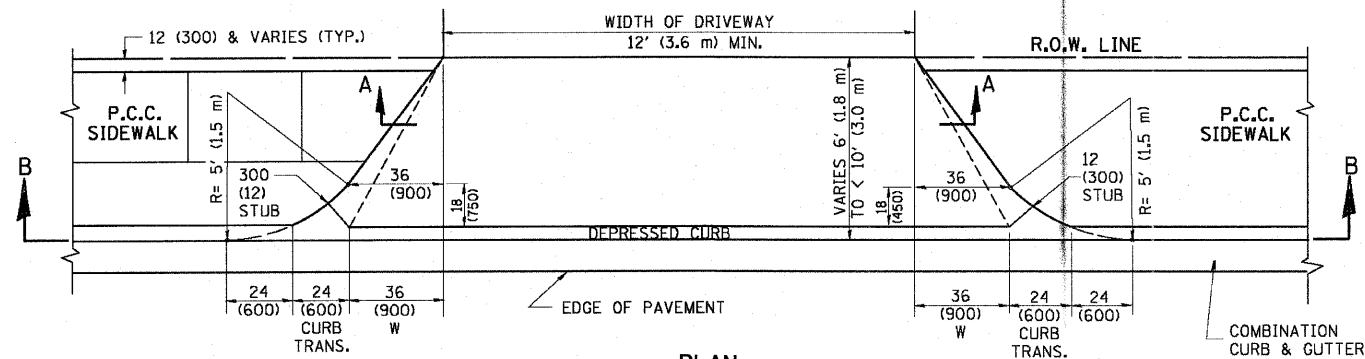 WIDTH OF DRIVEWAY
12' (3.6 m) MIN.
12 (300) & VARIES (TYP.)
R.O.W. LINE
A
A
P.C.C.
SIDEWALK
P.C.C.
SIDEWALK
B
B
R= 5' (1.5 m)
300
(12)
STUB
36
(900)
18
(750)
VARIES 6' (1.8 m)
TO < 10' (3.0 m)
36
(900)
18
(450)
12
(300)
STUB
R= 5' (1.5 m)
DEPRESSED CURB
24
(600)
24
(600)
CURB
TRANS.
36
(900)
W
EDGE OF PAVEMENT
36
(900)
W
24
(600)
CURB
TRANS.
24
(600)
COMBINATION
CURB & GUTTER